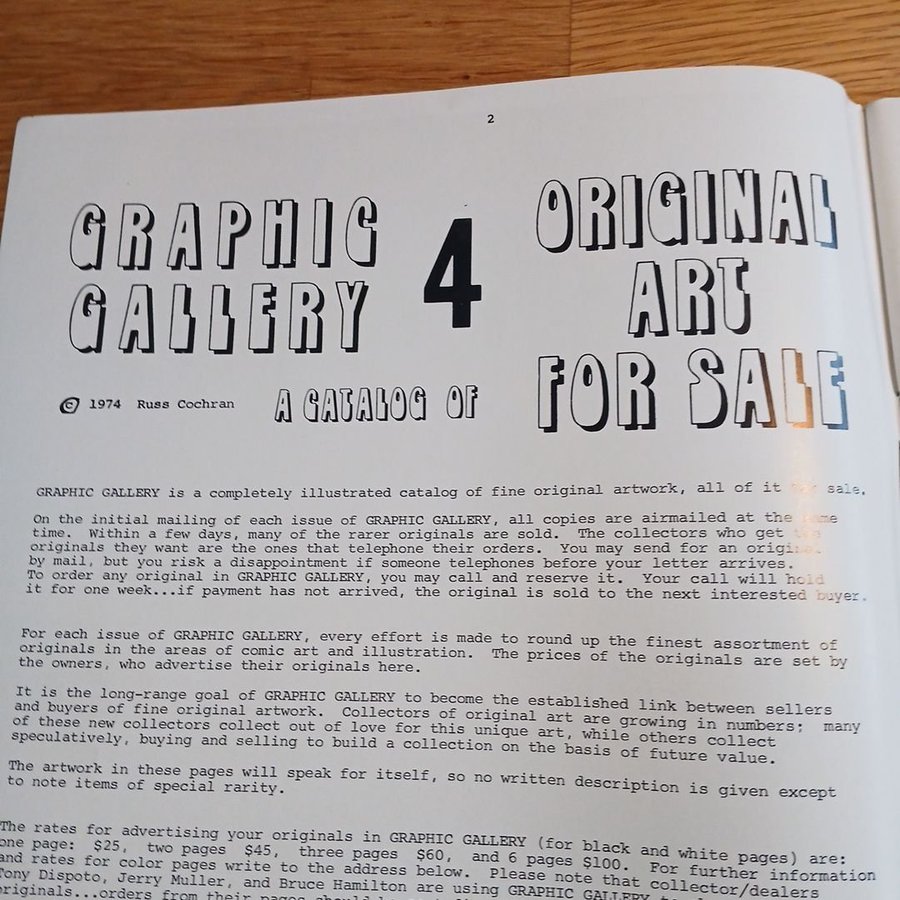 2
GRAPHIC
GALLERY
4
ORIGINAL
ART
FOR SALE
© 1974 Russ Cochran
A CATALOG OF
GRAPHIC GALLERY is a completely illustrated catalog of fine original artwork, all of it for sale.
On the initial mailing of each issue of GRAPHIC GALLERY, all copies are airmailed at the same
time. Within a few days, many of the rarer originals are sold. The collectors who get the
originals they want are the ones that telephone their orders. You may send for an original
by mail, but you risk a disappointment if someone telephones before your letter arrives.
To order any original in GRAPHIC GALLERY, you may call and reserve it. Your call will hold
it for one week...if payment has not arrived, the original is sold to the next interested buyer.
For each issue of GRAPHIC GALLERY, every effort is made to round up the finest assortment of
originals in the areas of comic art and illustration. The prices of the originals are set by
the owners, who advertise their originals here.
It is the long-range goal of GRAPHIC GALLERY to become the established link between sellers
and buyers of fine original artwork. Collectors of original art are growing in numbers; many
of these new collectors collect out of love for this unique art, while others collect
speculatively, buying and selling to build a collection on the basis of future value.
The artwork in these pages will speak for itself, so no written description is given except
to note items of special rarity.
The rates for advertising your originals in GRAPHIC GALLERY (for black and white pages) are:
one page: $25, two pages $45, three pages $60, and 6 pages $100. For further information
and rates for color pages write to the address below. Please note that collector/dealers
Tony Dispoto, Jerry Muller, and Bruce Hamilton are using GRAPHIC GALLERY to
originals...orders from their pages should be